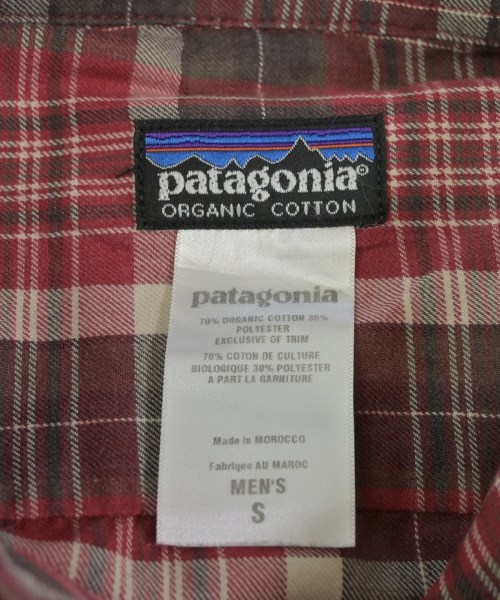 patagonia®
ORGANIC COTTON
patagonia
70% ORGANIC COTTON 30%
POLYESTER
EXCLUSIVE OF TRIM
70% COTON DE CULTURE
BIOLOGIQUE 30% POLYESTER
A PART LA GARNITURE
Made in MOROCCO
Fabrique AU MAROC
MEN'S
S